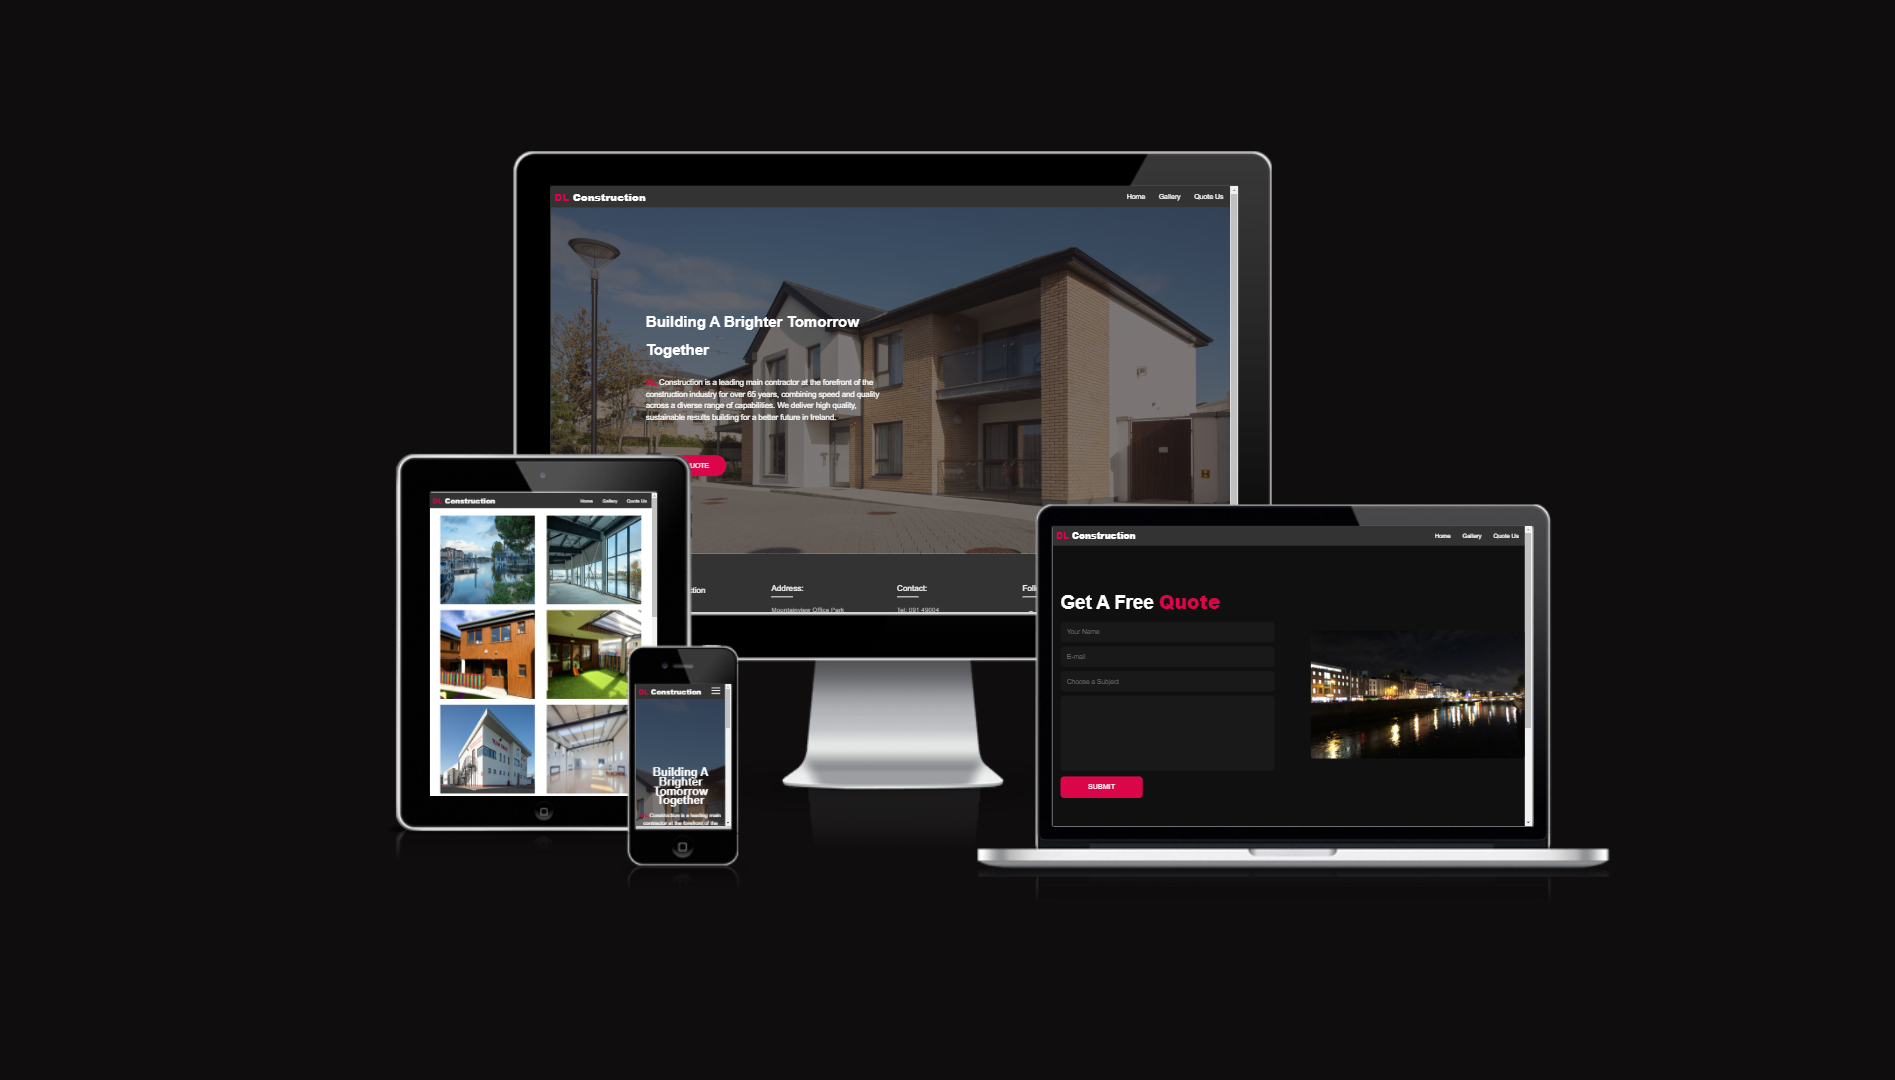 DL Construction
Home Gallery Quote Us
Building A Brighter Tomorrow
Together
DL Construction is a leading main contractor at the forefront of the
construction industry for over 65 years, combining speed and quality
across a diverse range of capabilities. We deliver high quality,
sustainable results building for a better future in Ireland.
UOTE
ction
Address:
Contact:
Foll
Mountainview Office Park
Tel: 091 49004
DL Construction
Home Gallery Quote Us
DL Construction
Building A
Brighter
Tomorrow
Together
DL Construction is a leading main
contractor at the forefront of the
DL Construction
Home Gallery Quote Us
Get A Free Quote
Your Name
E-mail
Choose a Subject
SUBMIT